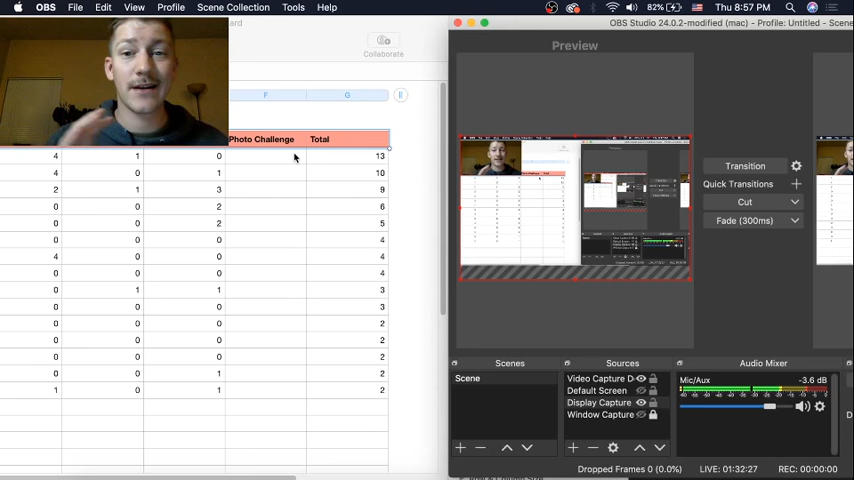 OBS File Edit View Docks Profile Scene Collection Tools Help 82% Thu 8:57 PM
OBS Studio 24.0.2-modified (mac) - Profile: Untitled - Scene
Collaborate
Preview
F G
Photo Challenge Total
4 1 0 13
4 0 1 10
2 1 3 9
0 0 2 6
0 0 2 5
0 0 0 4
4 0 0 4
0 0 0 4
0 1 1 3
0 0 0 3
0 0 0 2
0 0 0 2
0 0 0 2
0 0 1 2
1 0 1 2
Transition
Quick Transitions
Cut
Fade (300ms)
Scenes
Scene
Sources
Video Capture D
Default Screen
Display Capture
Window Capture
Audio Mixer
Mic/Aux -3.6 dB
Dropped Frames 0 (0.0%) LIVE: 01:32:27 REC: 00:00:00